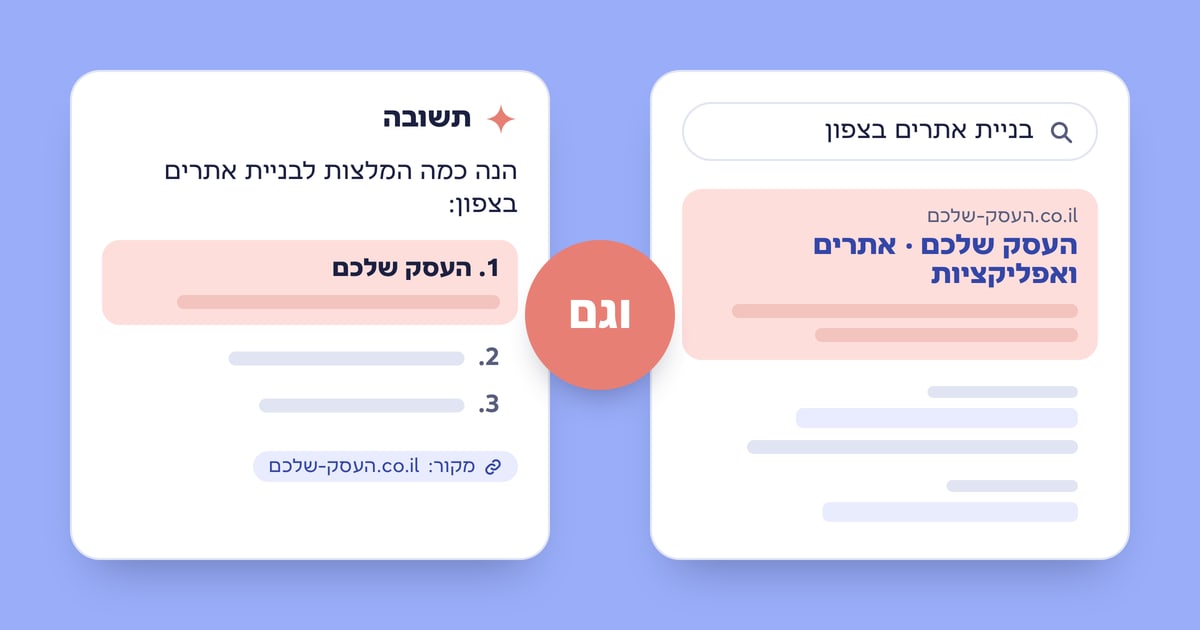 בניית אתרים בצפון
העסק-שלכם.co.il
העסק שלכם · אתרים
ואפליקציות
וגם
תשובה
הנה כמה המלצות לבניית אתרים
בצפון:
1. העסק שלכם
2.
3.
מקור: העסק-שלכם.co.il